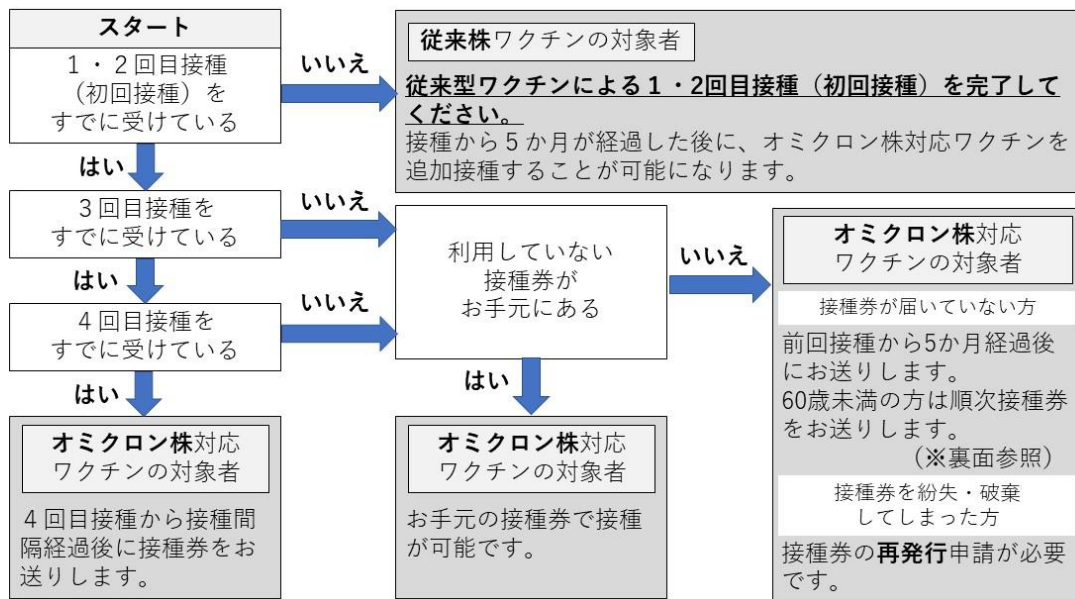 スタート
1・2回目接種
(初回接種)を
すでに受けている
いいえ
従来株ワクチンの対象者
従来型ワクチンによる1・2回目接種(初回接種)を完了して
ください。
接種から5か月が経過した後に、オミクロン株対応ワクチンを
追加接種することが可能になります。
はい
3回目接種を
すでに受けている
いいえ
はい
4回目接種を
すでに受けている
いいえ
利用していない
接種券が
お手元にある
いいえ
はい
はい
オミクロン株対応
ワクチンの対象者
4回目接種から接種間
隔経過後に接種券をお
送りします。
オミクロン株対応
ワクチンの対象者
お手元の接種券で接種
が可能です。
オミクロン株対応
ワクチンの対象者
接種券が届いていない方
前回接種から5か月経過後
にお送りします。
60歳未満の方は順次接種券
をお送りします。
(※裏面参照)
接種券を紛失・破棄
してしまった方
接種券の再発行申請が必要
です。